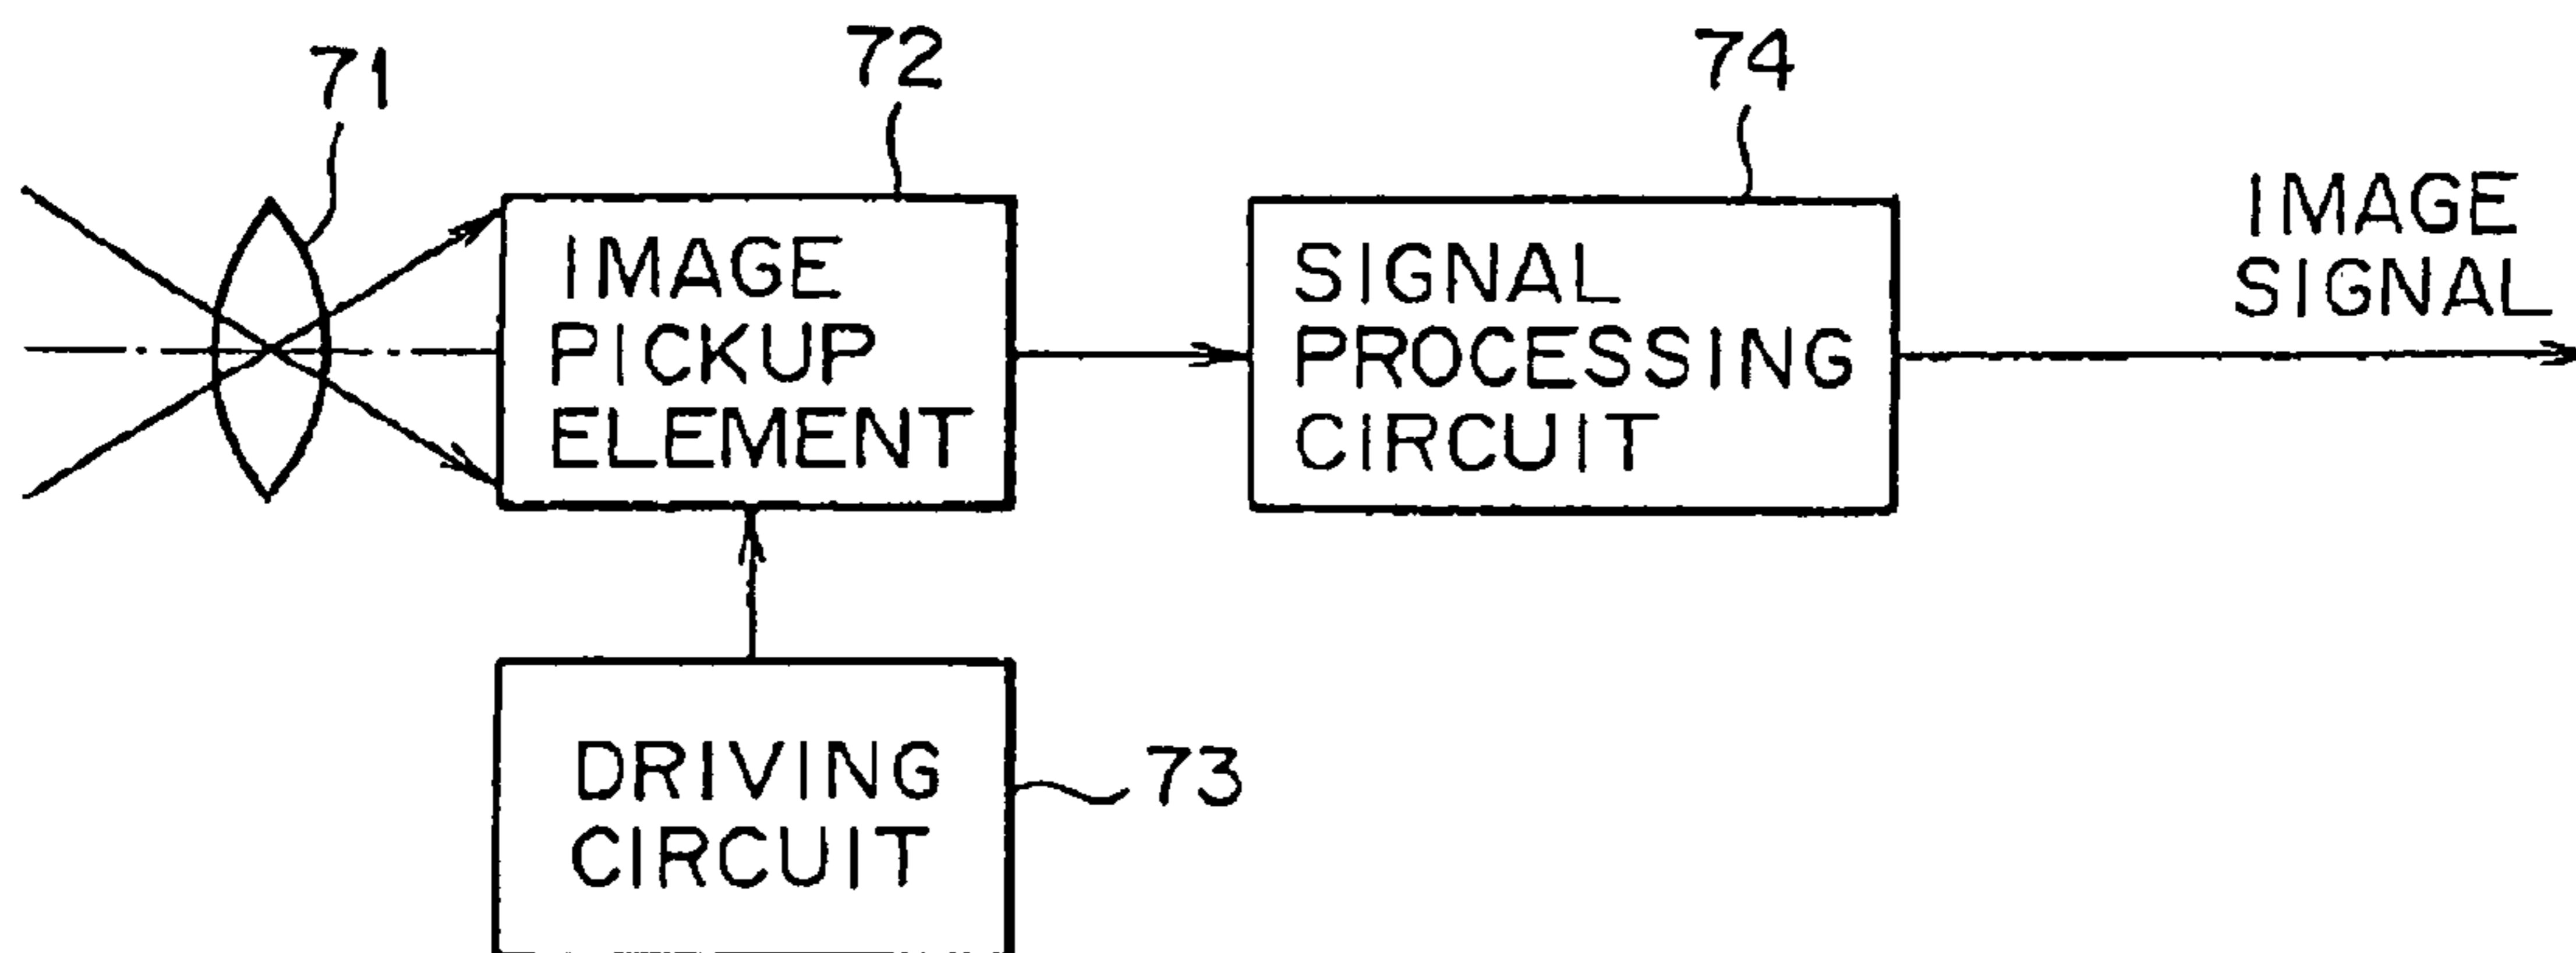 71
72
74
IMAGE
PICKUP
ELEMENT
SIGNAL
PROCESSING
CIRCUIT
IMAGE
SIGNAL
DRIVING
CIRCUIT
73